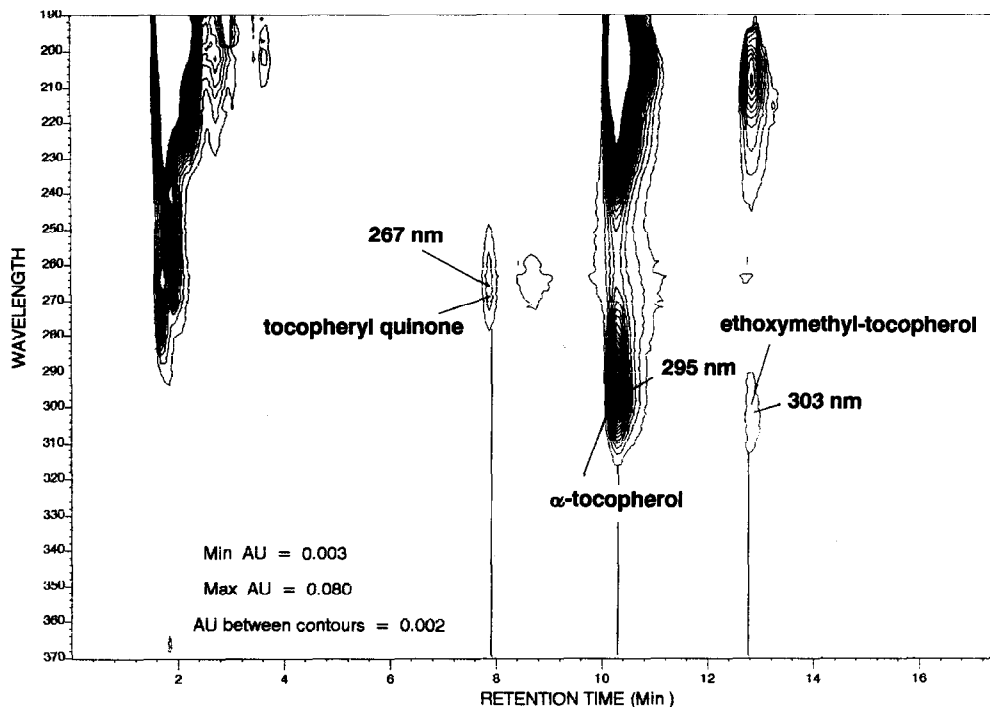 190
200
210
220
230
240
250
260
270
280
290
300
310
320
330
340
350
360
370
WAVELENGTH
267 nm
tocopheryl quinone
ethoxymethyl-tocopherol
295 nm
303 nm
α-tocopherol
Min AU = 0.003
Max AU = 0.080
AU between contours = 0.002
2 4 6 8 10 12 14 16
RETENTION TIME (Min)